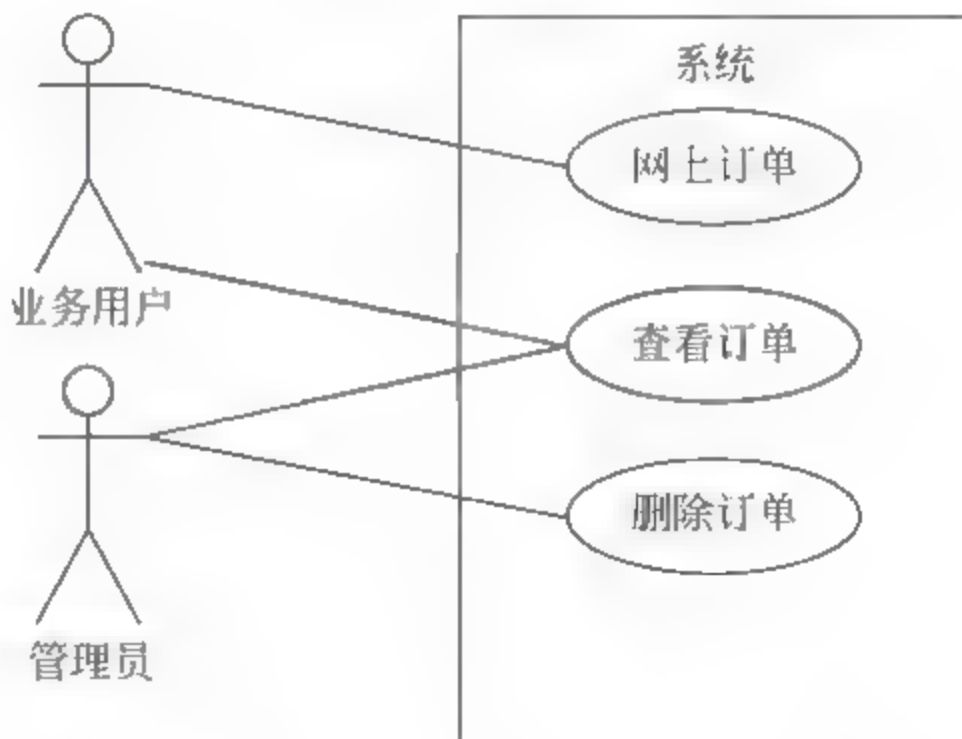 系统
网上订单
业务用户
查看订单
删除订单
管理员